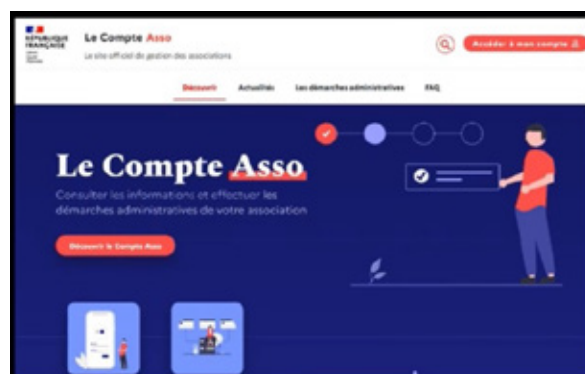 RÉPUBLIQUE
FRANÇAISE
Le Compte Asso
Le site officiel de gestion des associations
Accéder à mon compte
Découvrir Actualités Les démarches administratives FAQ
Le Compte Asso
Consulter les informations et effectuer les
démarches administratives de votre association
Découvrir le Compte Asso